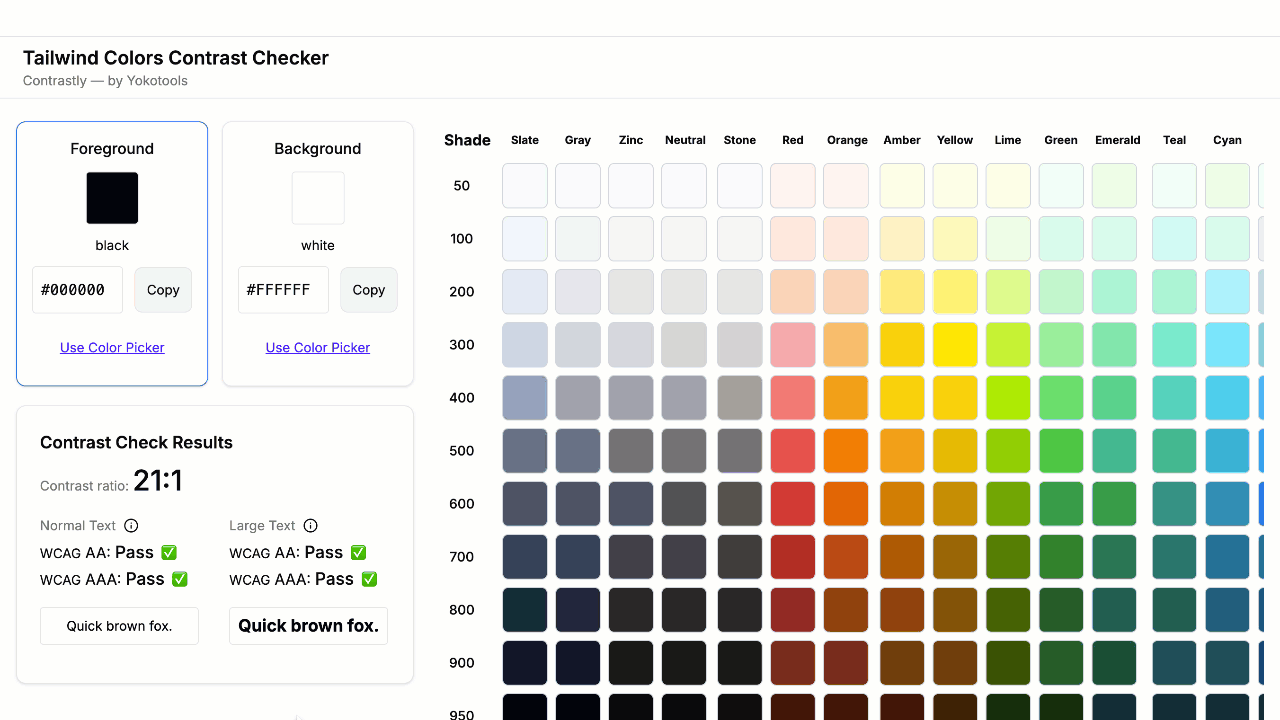 Tailwind Colors Contrast Checker
Contrastly — by Yokotools
Foreground
black
#000000
Copy
Use Color Picker
Background
white
#FFFFFF
Copy
Use Color Picker
Contrast Check Results
Contrast ratio: 21:1
Normal Text
WCAG AA: Pass ✅
WCAG AAA: Pass ✅
Quick brown fox.
Large Text
WCAG AA: Pass ✅
WCAG AAA: Pass ✅
Quick brown fox.
Shade Slate Gray Zinc Neutral Stone Red Orange Amber Yellow Lime Green Emerald Teal Cyan
50
100
200
300
400
500
600
700
800
900
950